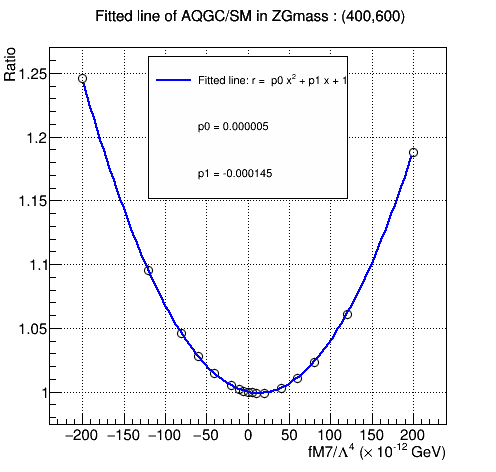 Fitted line of AQGC/SM in ZGmass : (400,600)
Ratio
1.25
1.2
1.15
1.1
1.05
1
Fitted line: r = p0 x² + p1 x + 1
p0 = 0.000005
p1 = -0.000145
−200 −150 −100 −50 0 50 100 150 200
fM7/Λ⁴ (× 10⁻¹² GeV)